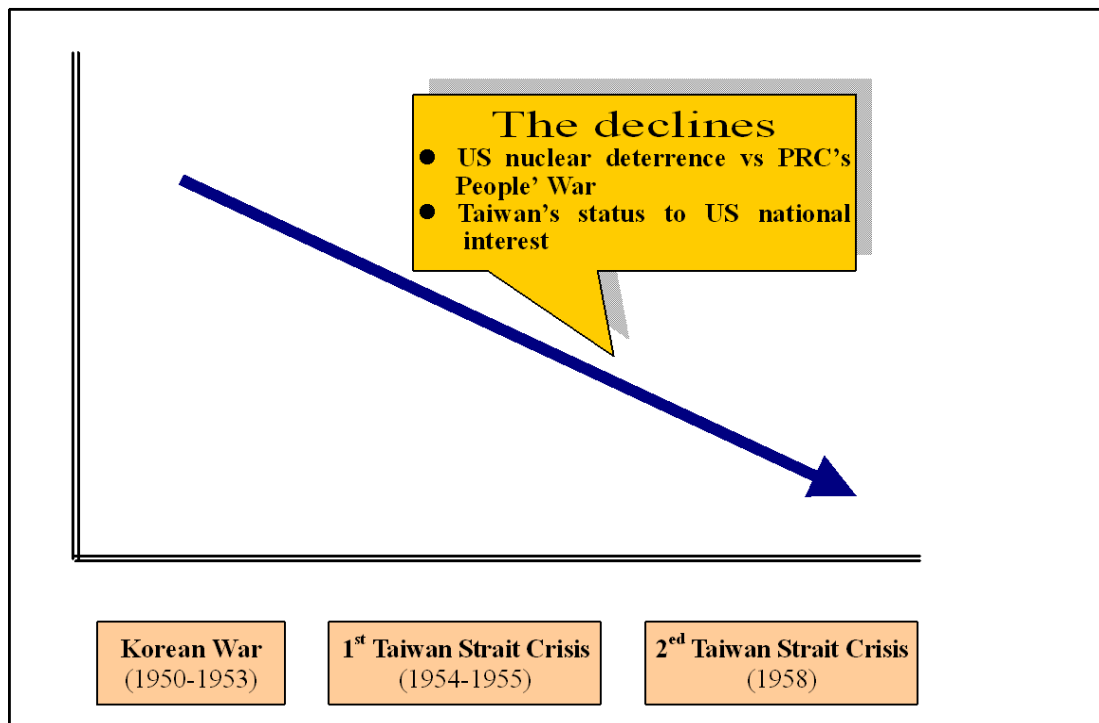 The declines
● US nuclear deterrence vs PRC’s
People’ War
● Taiwan’s status to US national
interest
Korean War
(1950-1953)
1st Taiwan Strait Crisis
(1954-1955)
2ed Taiwan Strait Crisis
(1958)